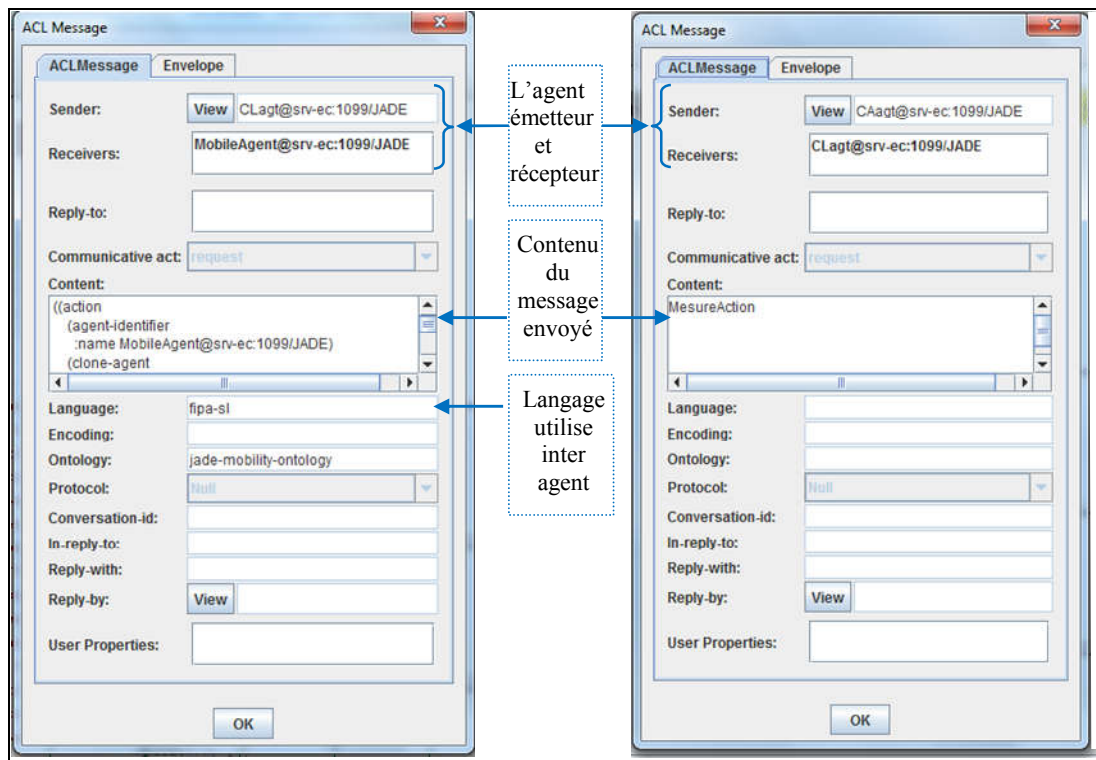 ACL Message
ACLMessage Envelope
Sender: View CLagt@srv-ec:1099/JADE
Receivers: MobileAgent@srv-ec:1099/JADE
Reply-to:
Communicative act: request
Content:
((action
(agent-identifier
:name MobileAgent@srv-ec:1099/JADE)
(clone-agent
Language: fipa-sl
Encoding:
Ontology: jade-mobility-ontology
Protocol: Null
Conversation-id:
In-reply-to:
Reply-with:
Reply-by: View
User Properties:
OK
L'agent
émetteur
et
récepteur
Contenu
du
message
envoyé
Langage
utilise
inter
agent
ACL Message
ACLMessage Envelope
Sender: View CAagt@srv-ec:1099/JADE
Receivers: CLagt@srv-ec:1099/JADE
Reply-to:
Communicative act: request
Content:
MesureAction
Language:
Encoding:
Ontology:
Protocol: Null
Conversation-id:
In-reply-to:
Reply-with:
Reply-by: View
User Properties:
OK